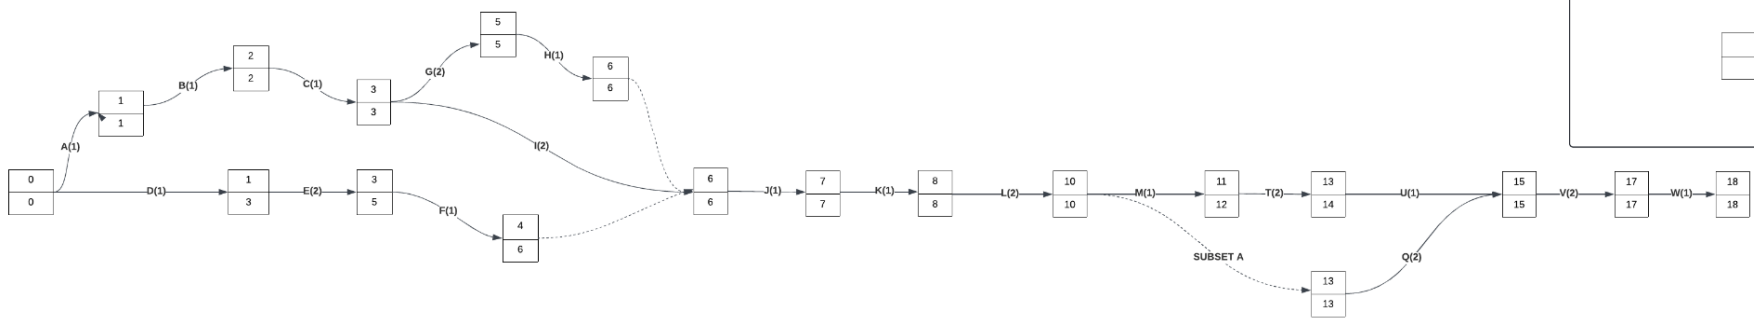 5
5
H(1)
G(2)
2
2
6
6
B(1)
C(1)
3
3
1
1
A(1)
I(2)
0
0
D(1)
1
3
E(2)
3
5
F(1)
4
6
6
6
J(1)
7
7
K(1)
8
8
L(2)
10
10
M(1)
11
12
T(2)
13
14
U(1)
15
15
V(2)
17
17
W(1)
18
18
SUBSET A
Q(2)
13
13